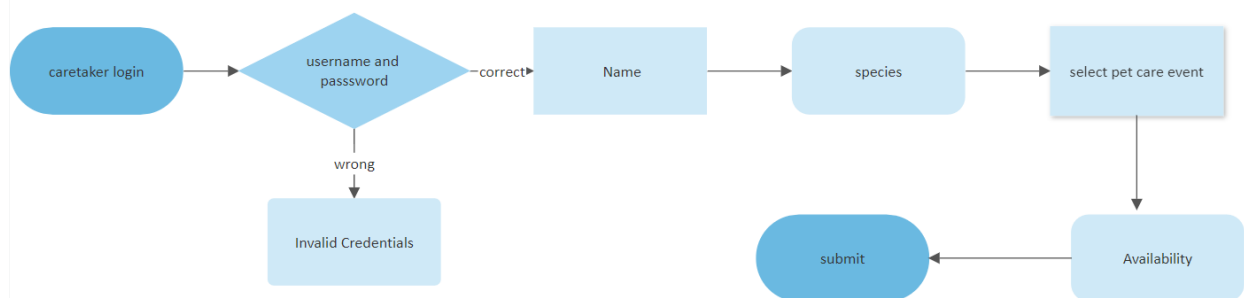 caretaker login
username and
passsword
correct
Name
species
select pet care event
wrong
Invalid Credentials
submit
Availability